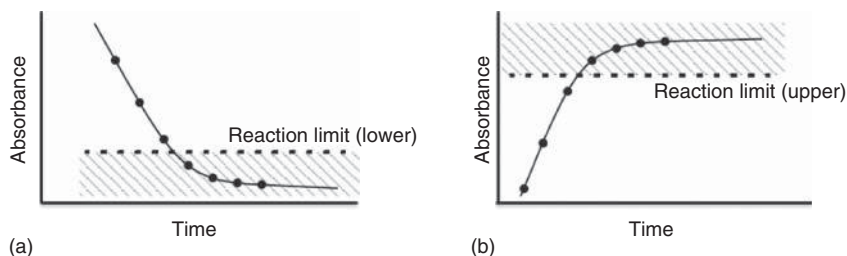 Absorbance
Reaction limit (lower)
Time
(a)
Absorbance
Reaction limit (upper)
Time
(b)